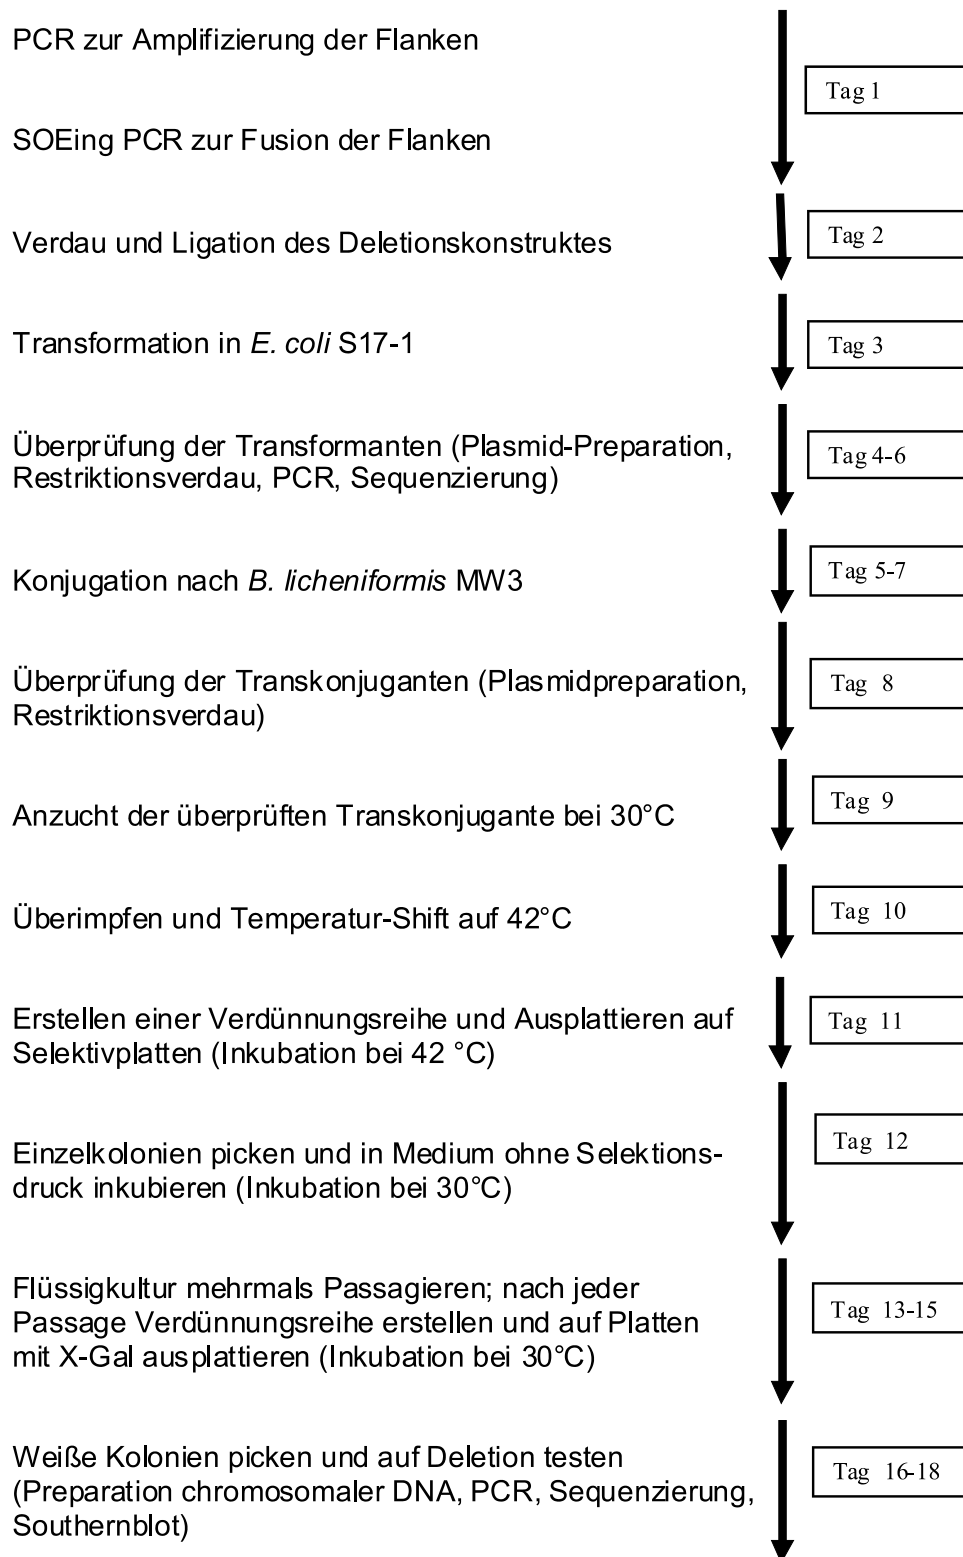 PCR zur Amplifizierung der Flanken
Tag 1
SOEing PCR zur Fusion der Flanken
Verdau und Ligation des Deletionskonstruktes
Tag 2
Transformation in E. coli S17-1
Tag 3
Überprüfung der Transformanten (Plasmid-Preparation,
Restriktionsverdau, PCR, Sequenzierung)
Tag 4-6
Konjugation nach B. licheniformis MW3
Tag 5-7
Überprüfung der Transkonjuganten (Plasmidpreparation,
Restriktionsverdau)
Tag 8
Anzucht der überprüften Transkonjugante bei 30°C
Tag 9
Überimpfen und Temperatur-Shift auf 42°C
Tag 10
Erstellen einer Verdünnungsreihe und Ausplattieren auf
Selektivplatten (Inkubation bei 42 °C)
Tag 11
Einzelkolonien picken und in Medium ohne Selektions-
druck inkubieren (Inkubation bei 30°C)
Tag 12
Flüssigkultur mehrmals Passagieren; nach jeder
Passage Verdünnungsreihe erstellen und auf Platten
mit X-Gal ausplattieren (Inkubation bei 30°C)
Tag 13-15
Weiße Kolonien picken und auf Deletion testen
(Preparation chromosomaler DNA, PCR, Sequenzierung,
Southernblot)
Tag 16-18